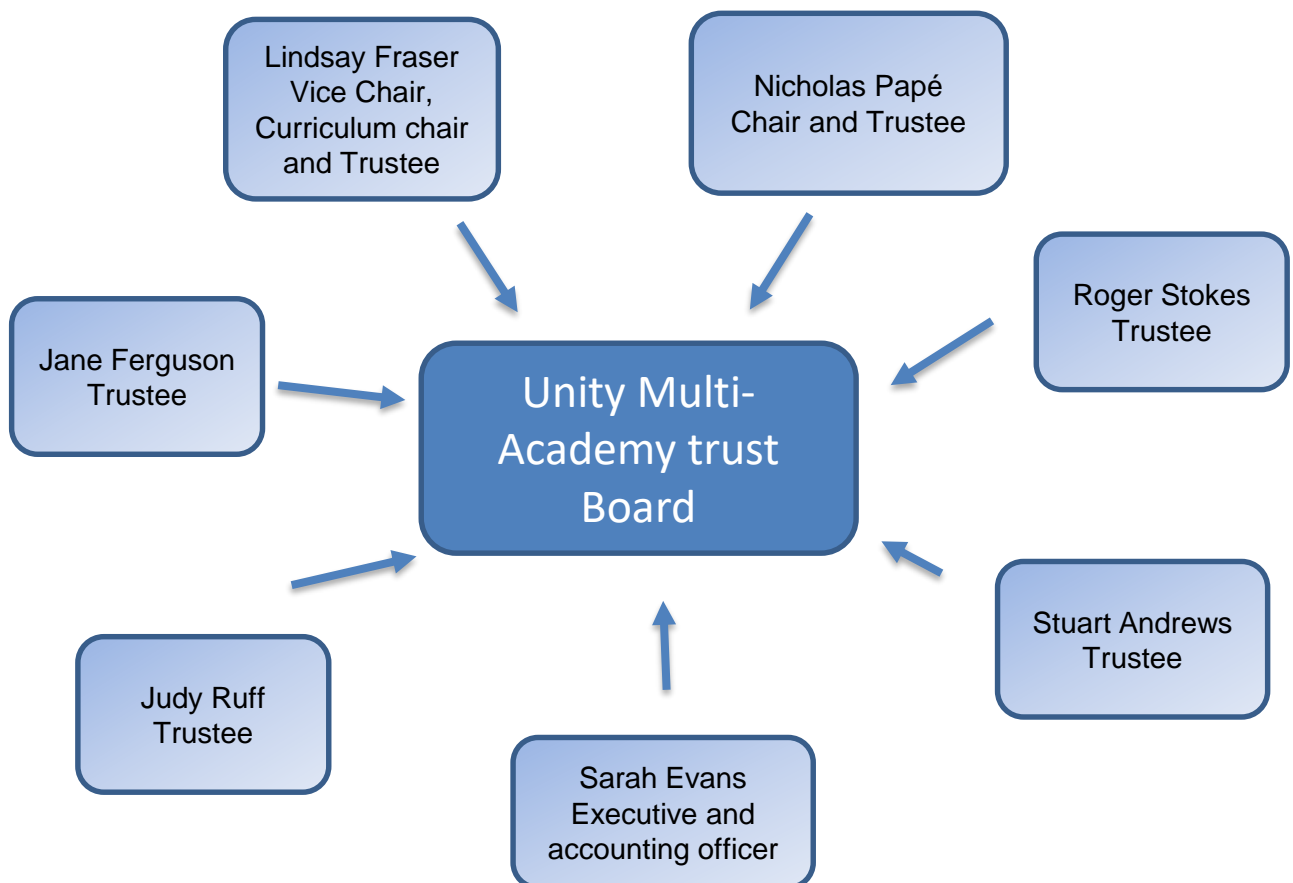 Lindsay Fraser
Vice Chair,
Curriculum chair
and Trustee
Nicholas Papé
Chair and Trustee
Roger Stokes
Trustee
Jane Ferguson
Trustee
Unity Multi-
Academy trust
Board
Stuart Andrews
Trustee
Judy Ruff
Trustee
Sarah Evans
Executive and
accounting officer